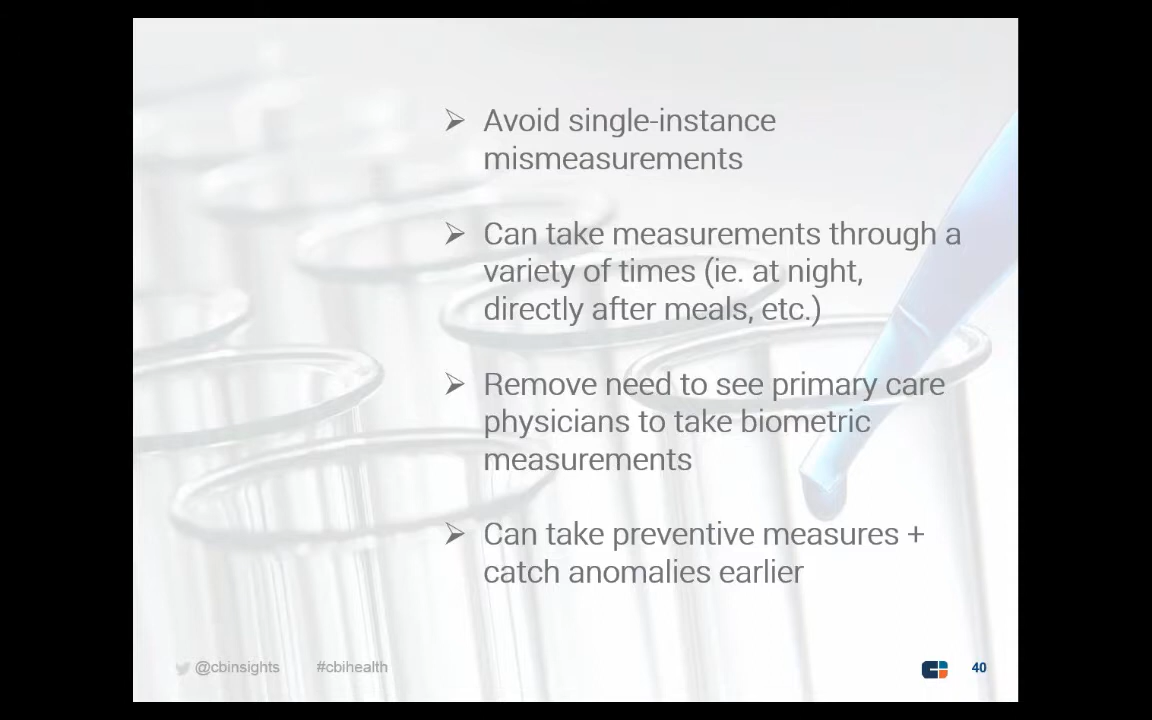 ➢ Avoid single-instance
mismeasurements
➢ Can take measurements through a
variety of times (ie. at night,
directly after meals, etc.)
➢ Remove need to see primary care
physicians to take biometric
measurements
➢ Can take preventive measures +
catch anomalies earlier
@cbinsights #cbihealth 40